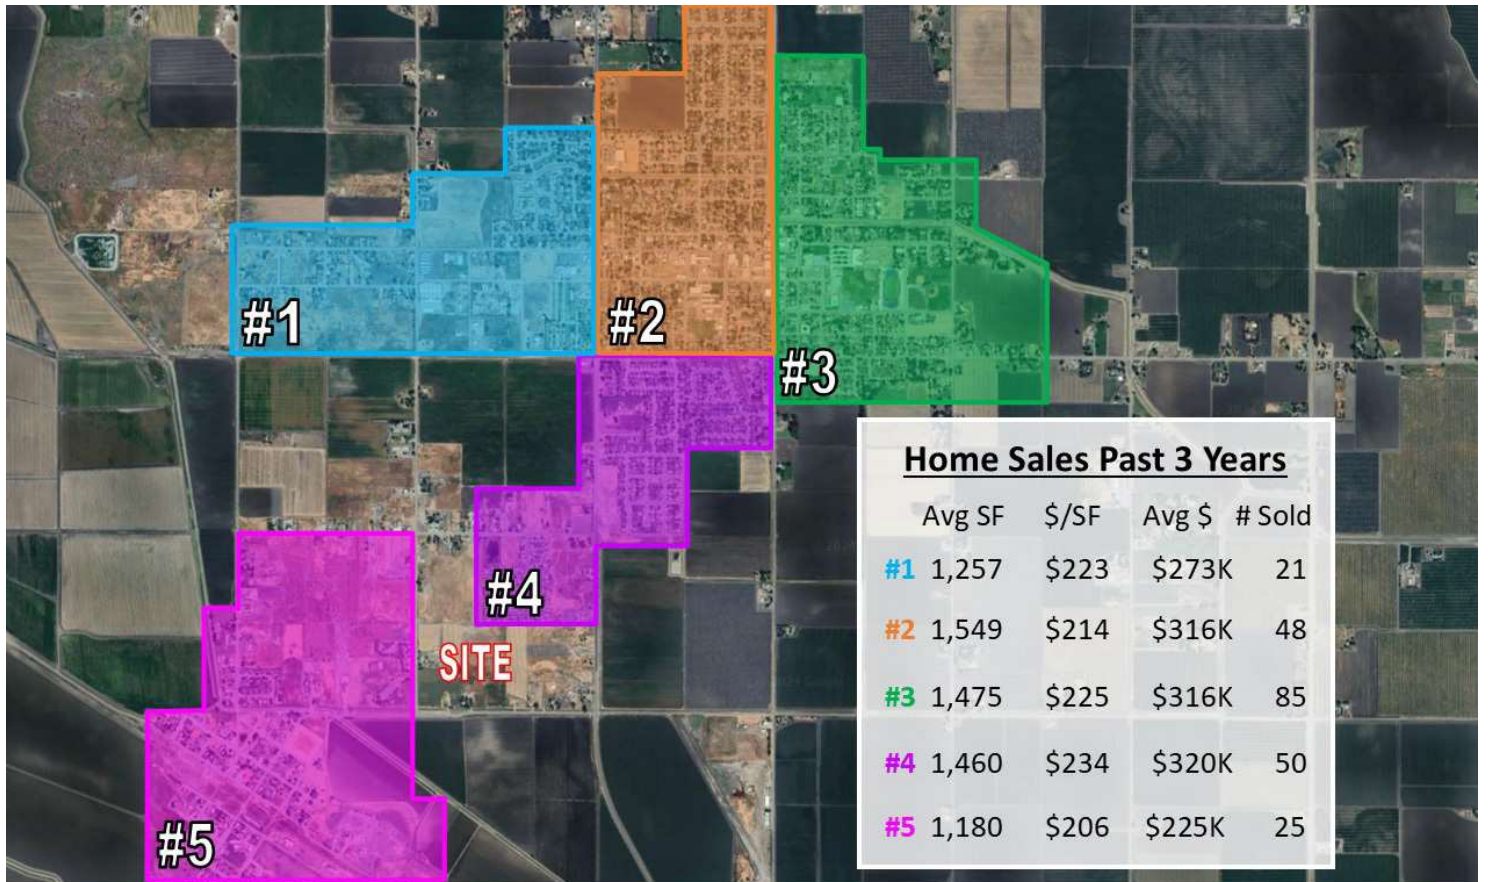 #1
#2
#3
#4
SITE
#5
Home Sales Past 3 Years
Avg SF $/SF Avg $ # Sold
#1 1,257 $223 $273K 21
#2 1,549 $214 $316K 48
#3 1,475 $225 $316K 85
#4 1,460 $234 $320K 50
#5 1,180 $206 $225K 25